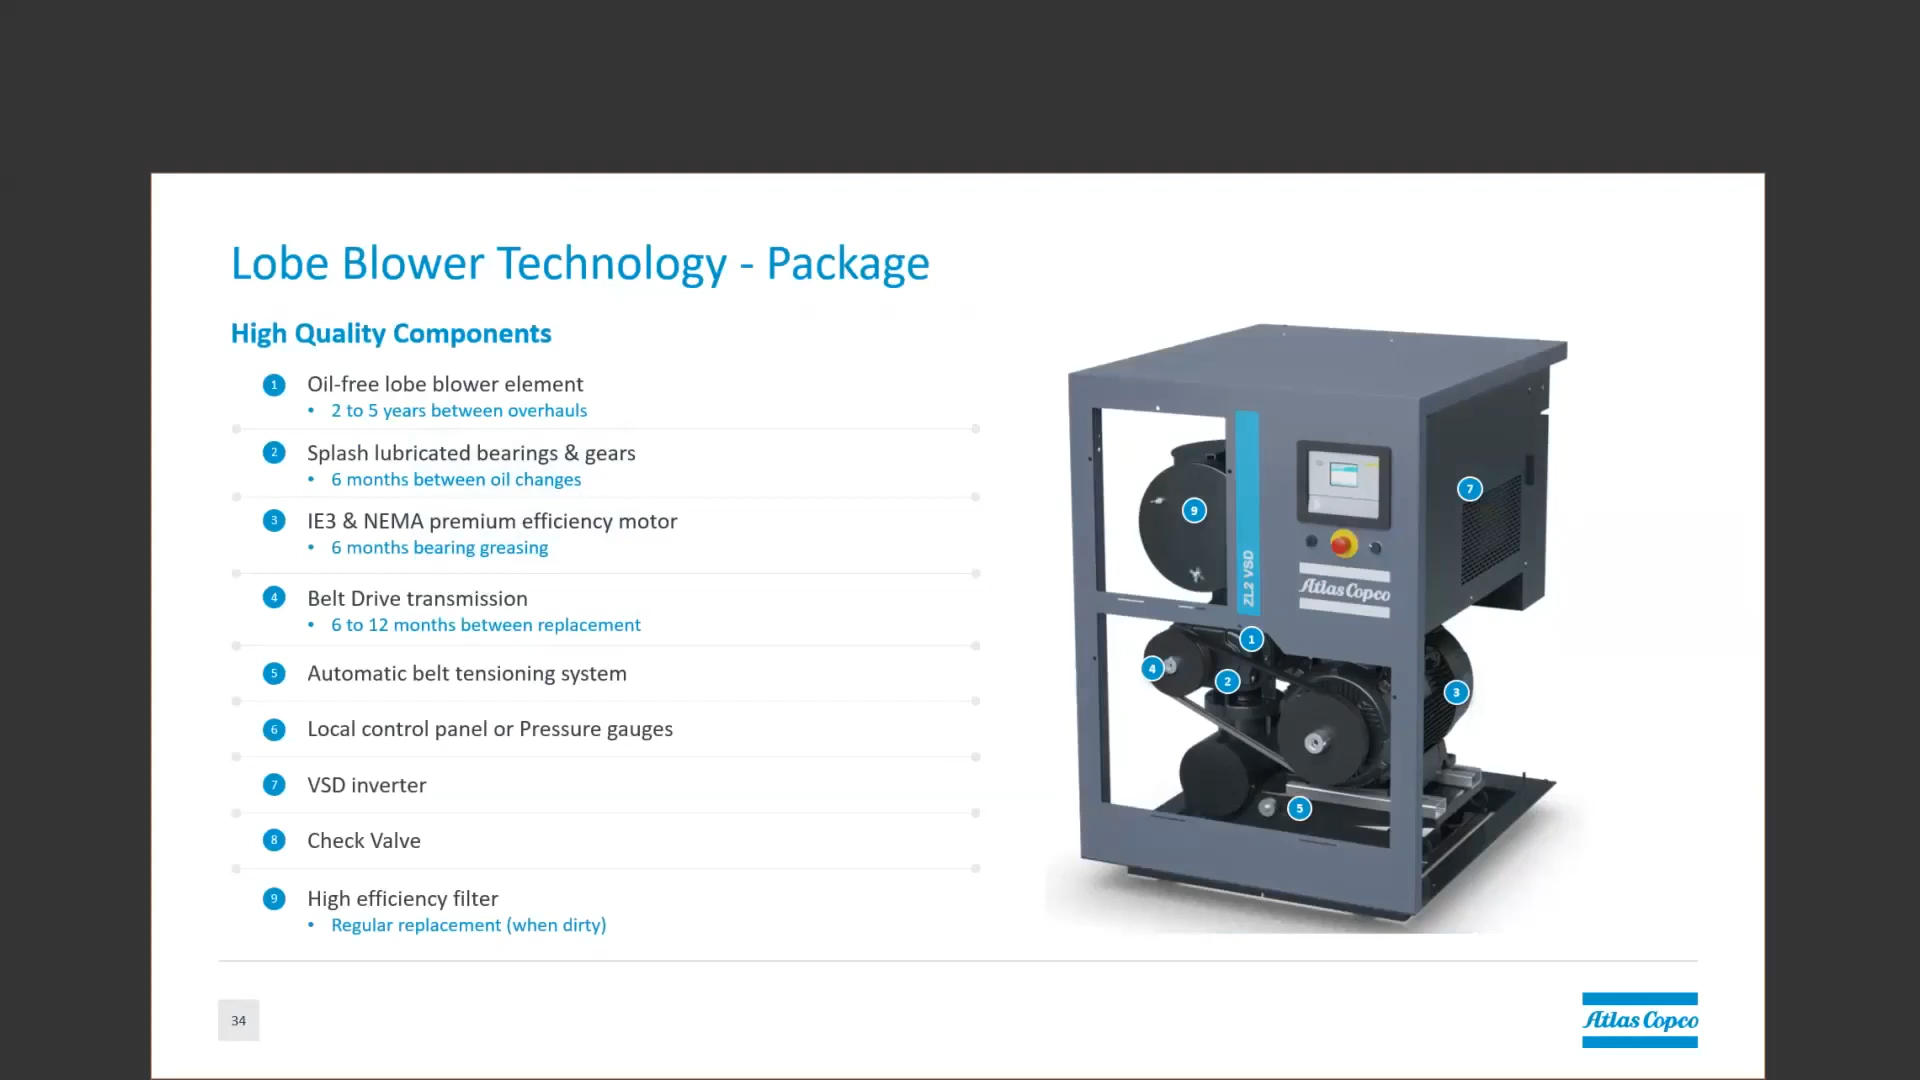 Lobe Blower Technology - Package
High Quality Components
1 Oil-free lobe blower element
• 2 to 5 years between overhauls
2 Splash lubricated bearings & gears
• 6 months between oil changes
3 IE3 & NEMA premium efficiency motor
• 6 months bearing greasing
4 Belt Drive transmission
• 6 to 12 months between replacement
5 Automatic belt tensioning system
6 Local control panel or Pressure gauges
7 VSD inverter
8 Check Valve
9 High efficiency filter
• Regular replacement (when dirty)
7
9
ZL2 VSD
Atlas Copco
1
4
2
3
5
34
Atlas Copco